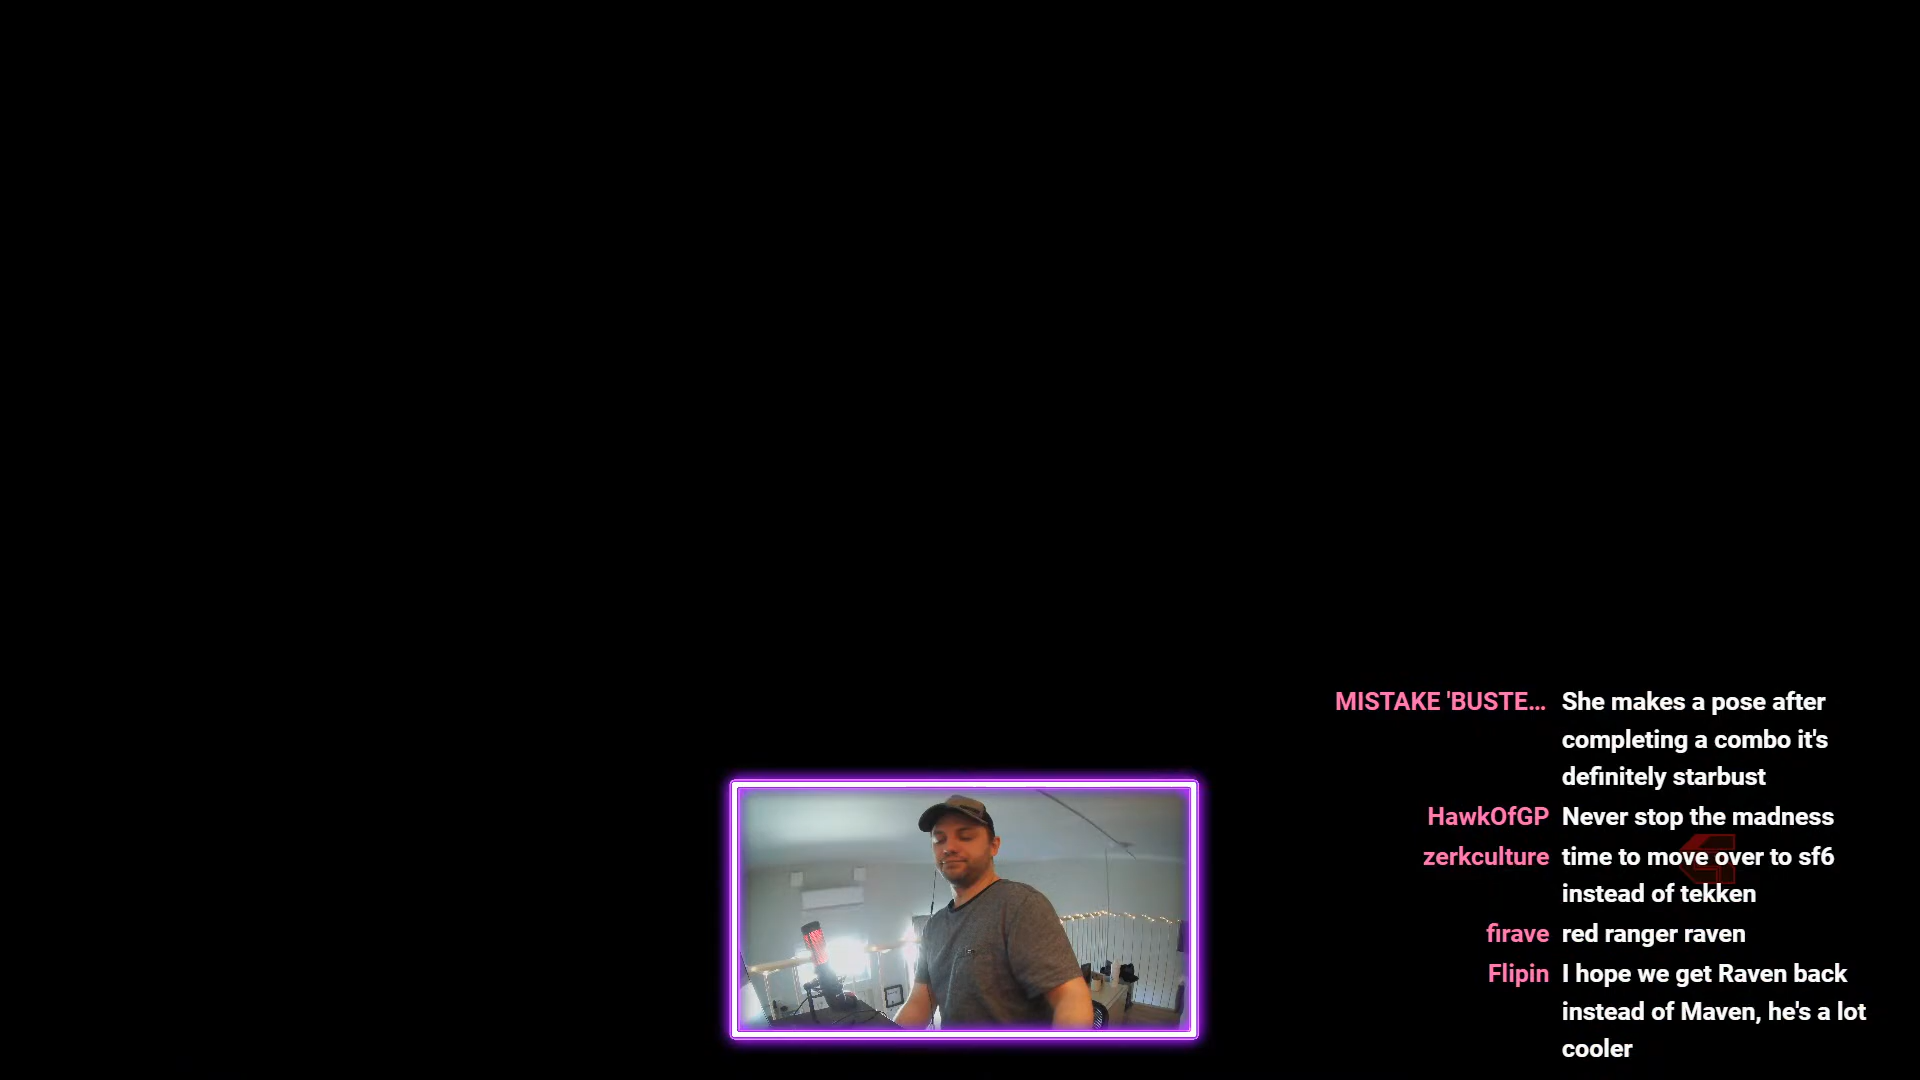 MISTAKE 'BUSTE... She makes a pose after
completing a combo it's
definitely starbust
HawkOfGP Never stop the madness
zerkculture time to move over to sf6
instead of tekken
firave red ranger raven
Flipin I hope we get Raven back
instead of Maven, he's a lot
cooler